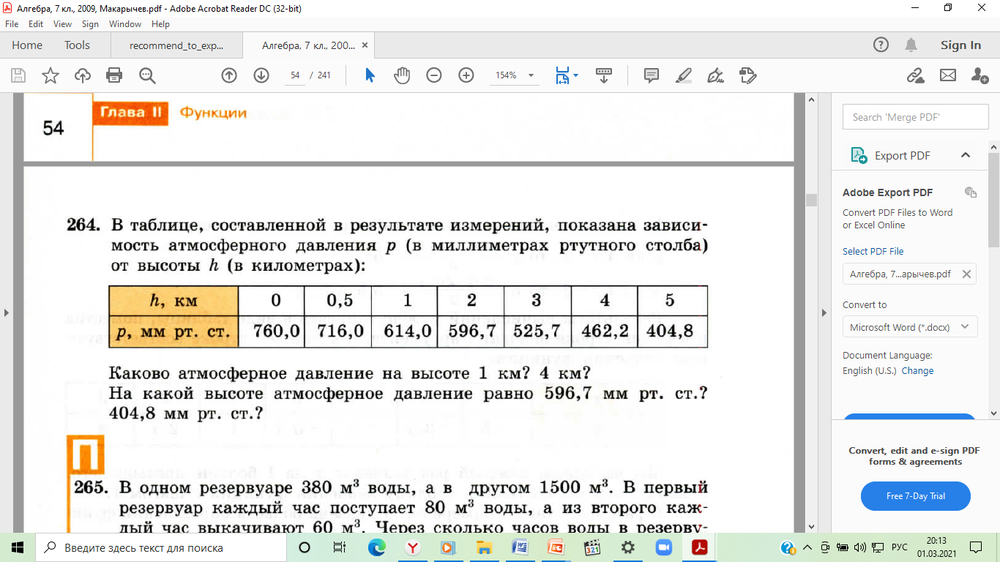 Алгебра, 7 кл., 2009, Макарычев.pdf - Adobe Acrobat Reader DC (32-bit)
File Edit View Sign Window Help
Home Tools recommend_to_exp... Алгебра, 7 кл., 200... ×
Sign In
54 / 241
154%
54
Глава II Функции
264. В таблице, составленной в результате измерений, показана зависи-
мость атмосферного давления p (в миллиметрах ртутного столба)
от высоты h (в километрах):
h, км 0 0,5 1 2 3 4 5
p, мм рт. ст. 760,0 716,0 614,0 596,7 525,7 462,2 404,8
Каково атмосферное давление на высоте 1 км? 4 км?
На какой высоте атмосферное давление равно 596,7 мм рт. ст.?
404,8 мм рт. ст.?
П
265. В одном резервуаре 380 м³ воды, а в другом 1500 м³. В первый
резервуар каждый час поступает 80 м³ воды, а из второго каж-
дый час выкачивают 60 м³. Через сколько часов воды в резерву-
Search 'Merge PDF'
Export PDF
Adobe Export PDF
Convert PDF Files to Word
or Excel Online
Select PDF File
Алгебра, 7...арычев.pdf
Convert to
Microsoft Word (*.docx)
Document Language:
English (U.S.) Change
Convert, edit and e-sign PDF
forms & agreements
Free 7-Day Trial
Введите здесь текст для поиска
321
РУС
20:13
01.03.2021